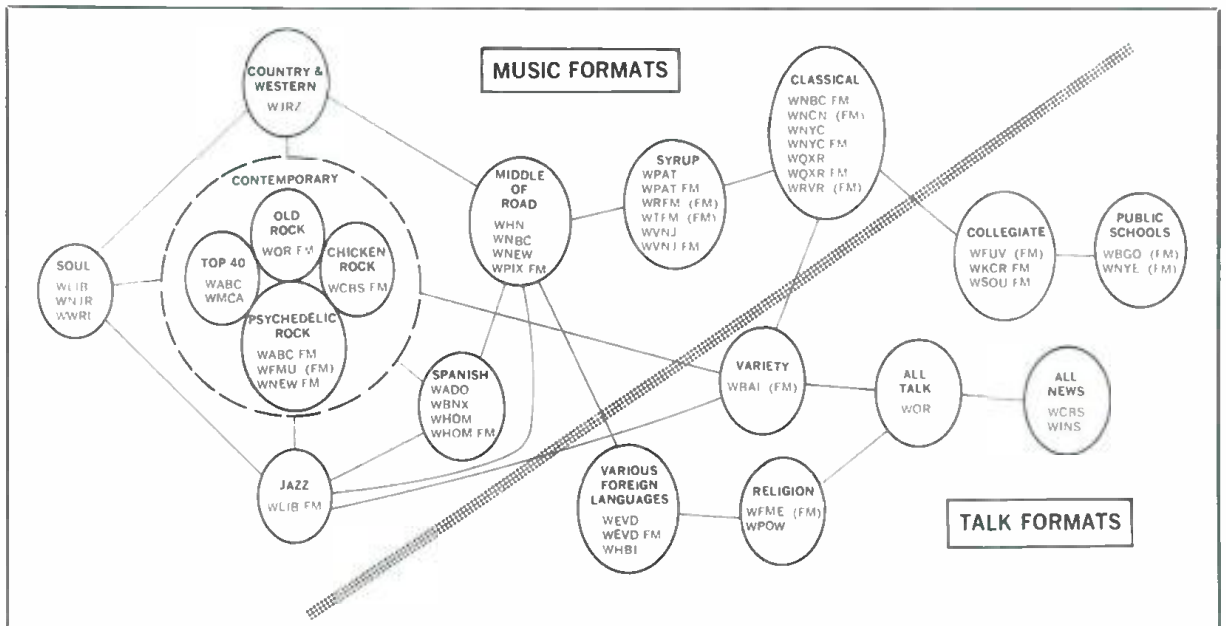 MUSIC FORMATS
COUNTRY &
WESTERN
WJRZ
CONTEMPORARY
OLD
ROCK
WOR FM
TOP 40
WABC
WMCA
CHICKEN
ROCK
WCBS FM
PSYCHEDELIC
ROCK
WABC FM
WFMU (FM)
WNEW FM
SOUL
WLIB
WNJR
WWRL
JAZZ
WLIB FM
SPANISH
WADO
WBNX
WHOM
WHOM FM
MIDDLE
OF
ROAD
WHN
WNBC
WNEW
WPIX FM
SYRUP
WPAT
WPAT FM
WRFM (FM)
WTFM (FM)
WVNJ
WVNJ FM
CLASSICAL
WNBC FM
WNCN (FM)
WNYC
WNYC FM
WQXR
WQXR FM
WRVR (FM)
COLLEGIATE
WFUV (FM)
WKCR FM
WSOU FM
PUBLIC
SCHOOLS
WBGO (FM)
WNYE (FM)
VARIETY
WBAI (FM)
ALL
TALK
WOR
ALL
NEWS
WCBS
WINS
VARIOUS
FOREIGN
LANGUAGES
WEVD
WEVD FM
WHBI
RELIGION
WFME (FM)
WPOW
TALK FORMATS